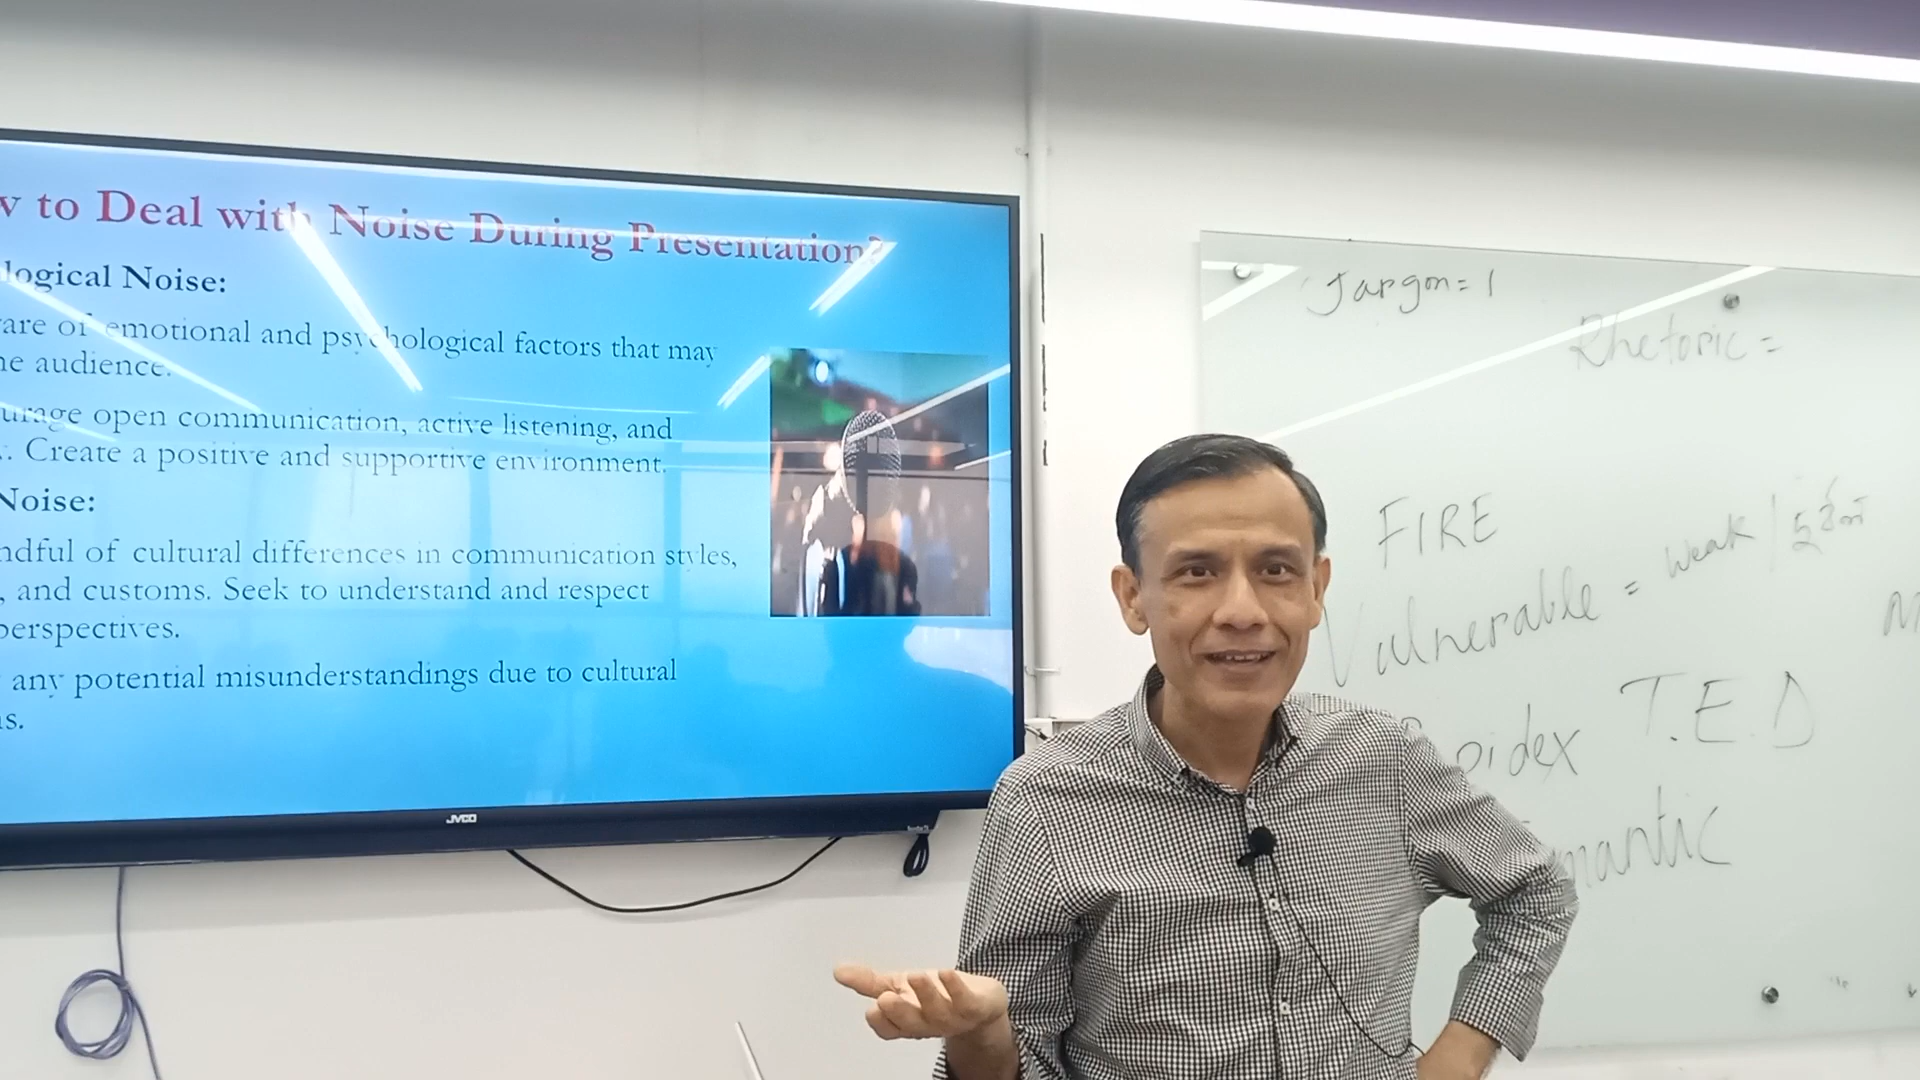 to Deal with Noise During Presentation?
logical Noise:
are of emotional and psychological factors that may
he audience.
urage open communication, active listening, and
Create a positive and supportive environment.
Noise:
ndful of cultural differences in communication styles,
, and customs. Seek to understand and respect
perspectives.
any potential misunderstandings due to cultural
s.
JVCO
Jargon = 1
Rhetoric =
FIRE
Vulnerable = weak /
T.E.D
oidex
mantic